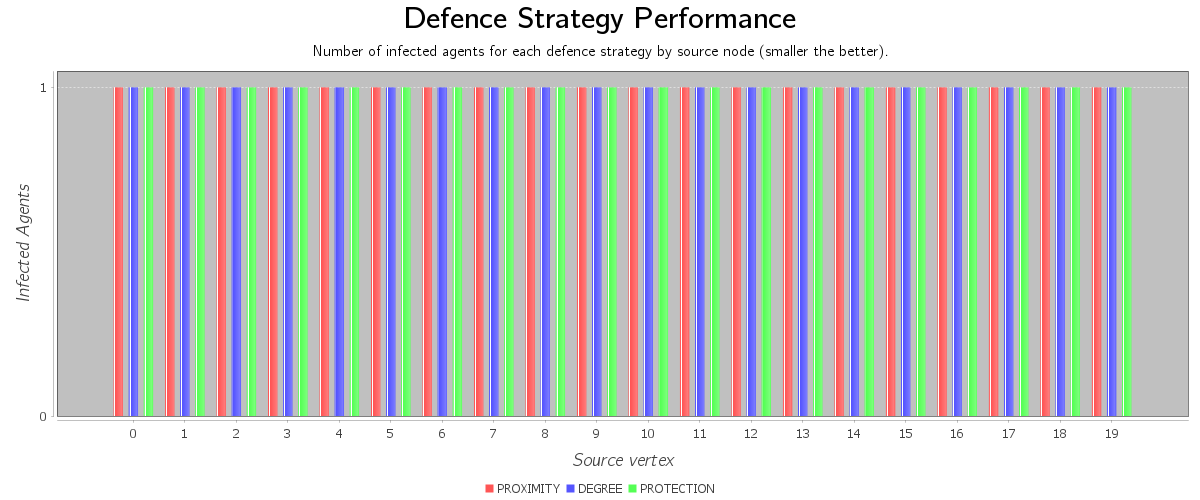 Defence Strategy Performance
Number of infected agents for each defence strategy by source node (smaller the better).
1
Infected Agents
0
0 1 2 3 4 5 6 7 8 9 10 11 12 13 14 15 16 17 18 19
Source vertex
PROXIMITY DEGREE PROTECTION